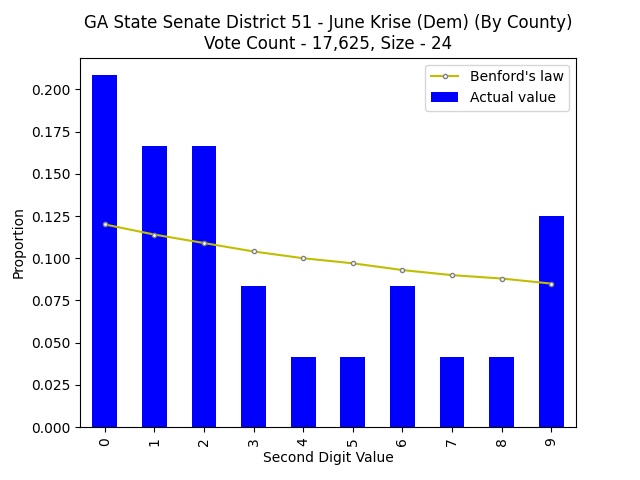 GA State Senate District 51 - June Krise (Dem) (By County)
Vote Count - 17,625, Size - 24
Benford's law
Actual value
0.200
0.175
0.150
0.125
0.100
0.075
0.050
0.025
0.000
Proportion
0 1 2 3 4 5 6 7 8 9
Second Digit Value